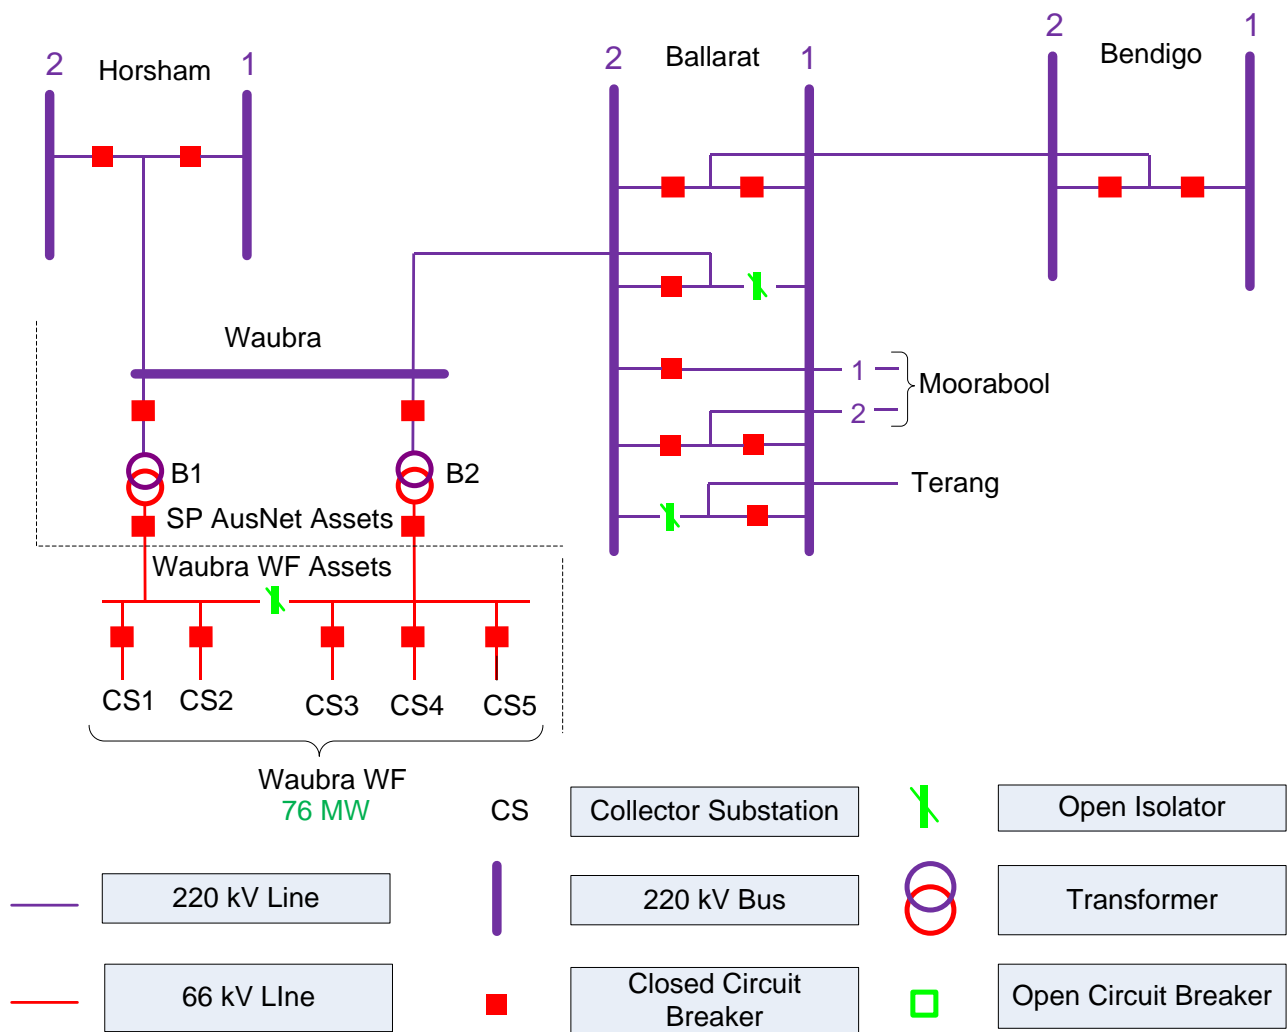 2
Horsham
1
2
Ballarat
1
2
Bendigo
1
Waubra
1
Moorabool
2
B1
B2
Terang
SP AusNet Assets
Waubra WF Assets
CS1
CS2
CS3
CS4
CS5
Waubra WF
76 MW
CS
Collector Substation
Open Isolator
220 kV Line
220 kV Bus
Transformer
66 kV LIne
Closed Circuit
Breaker
Open Circuit Breaker